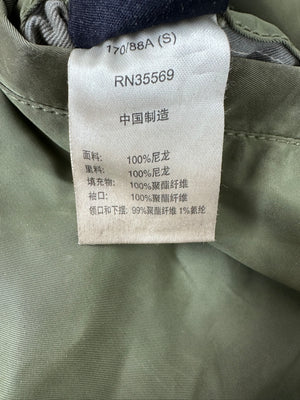 170/88A (S)
RN35569
中国制造
面料: 100%尼龙
里料: 100%尼龙
填充物: 100%聚酯纤维
袖口: 100%聚酯纤维
领口和下摆: 99%聚酯纤维 1%氨纶